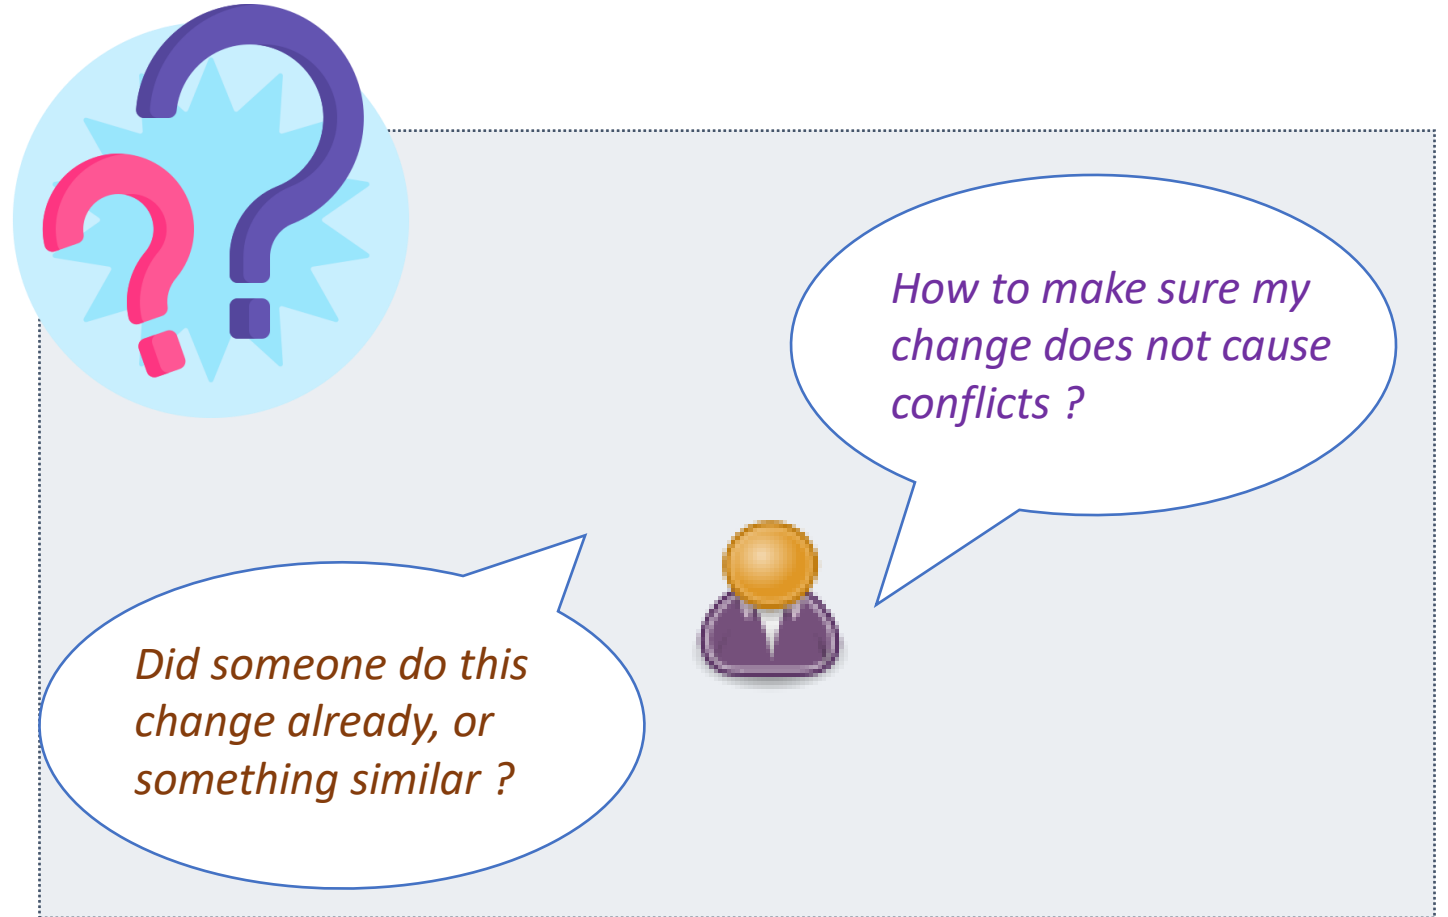 How to make sure my
change does not cause
conflicts ?
Did someone do this
change already, or
something similar ?